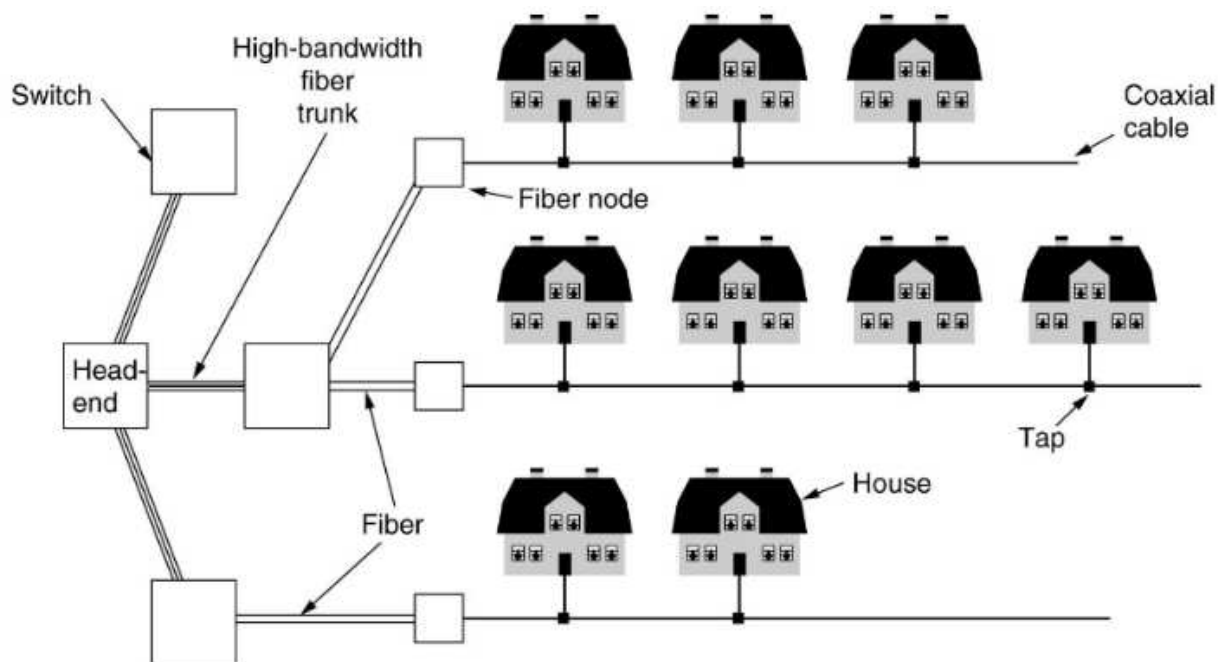 High-bandwidth
fiber
trunk
Switch
Coaxial
cable
Fiber node
Head-
end
Tap
House
Fiber